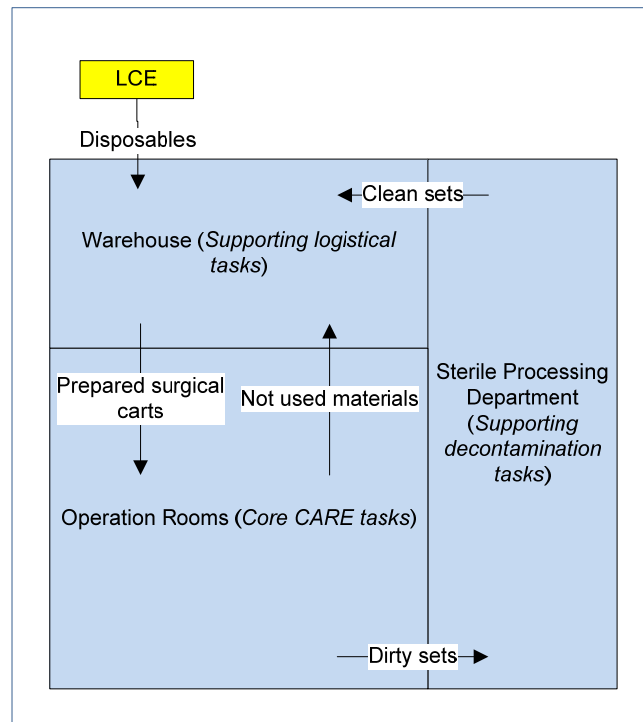 LCE
Disposables
Clean sets
Warehouse (Supporting logistical
tasks)
Prepared surgical
carts
Not used materials
Sterile Processing
Department
(Supporting
decontamination
tasks)
Operation Rooms (Core CARE tasks)
Dirty sets